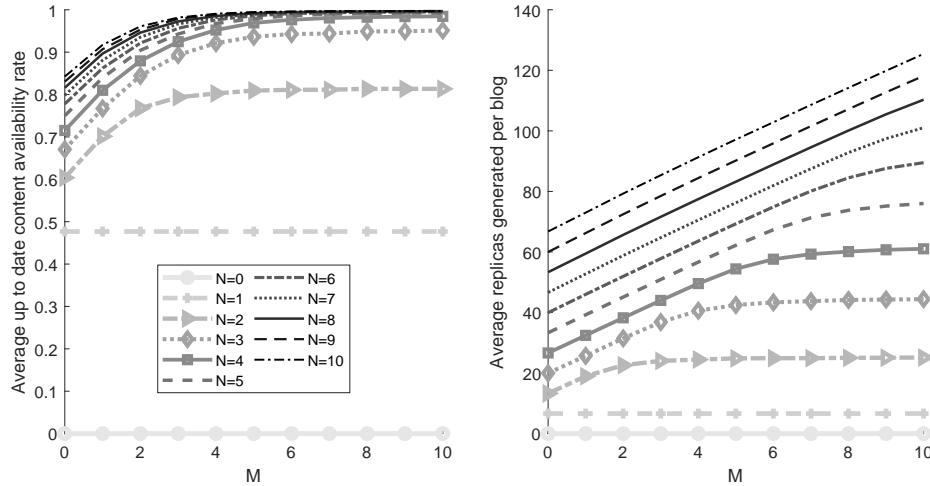 Average up to date content availability rate
1
0.9
0.8
0.7
0.6
0.5
0.4
0.3
0.2
0.1
0
0 2 4 6 8 10
M
N=0
N=1
N=2
N=3
N=4
N=5
N=6
N=7
N=8
N=9
N=10
Average replicas generated per blog
140
120
100
80
60
40
20
0
0 2 4 6 8 10
M